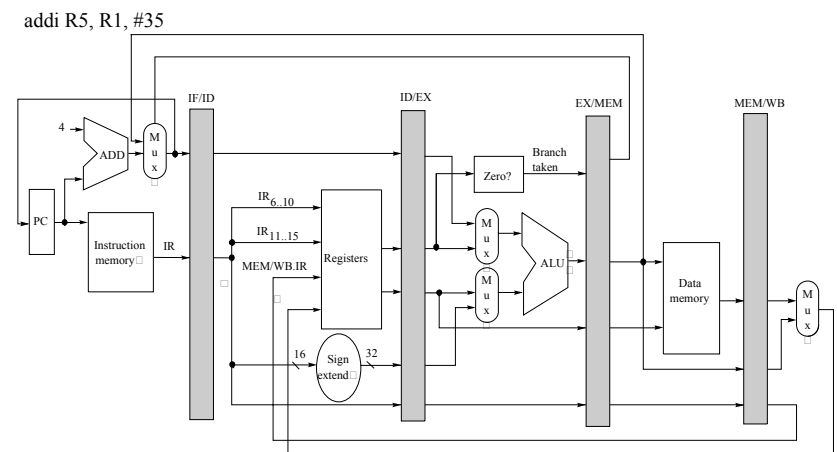 addi R5, R1, #35
IF/ID
ID/EX
EX/MEM
MEM/WB
4
ADD
M
u
x
Branch
taken
Zero?
IR6..10
PC
Instruction
memory
IR
IR11..15
MEM/WB.IR
Registers
M
u
x
ALU
M
u
x
Data
memory
M
u
x
16
Sign
extend
32